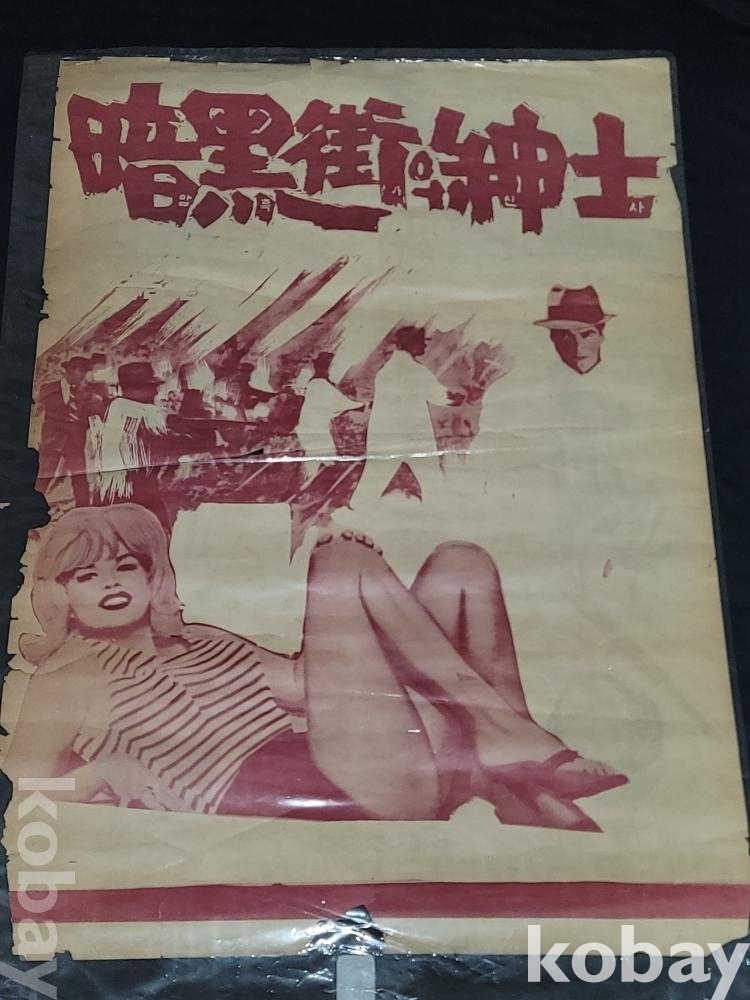 暗黑街의 紳士
암 흑 가 신 사
kobay
kobay